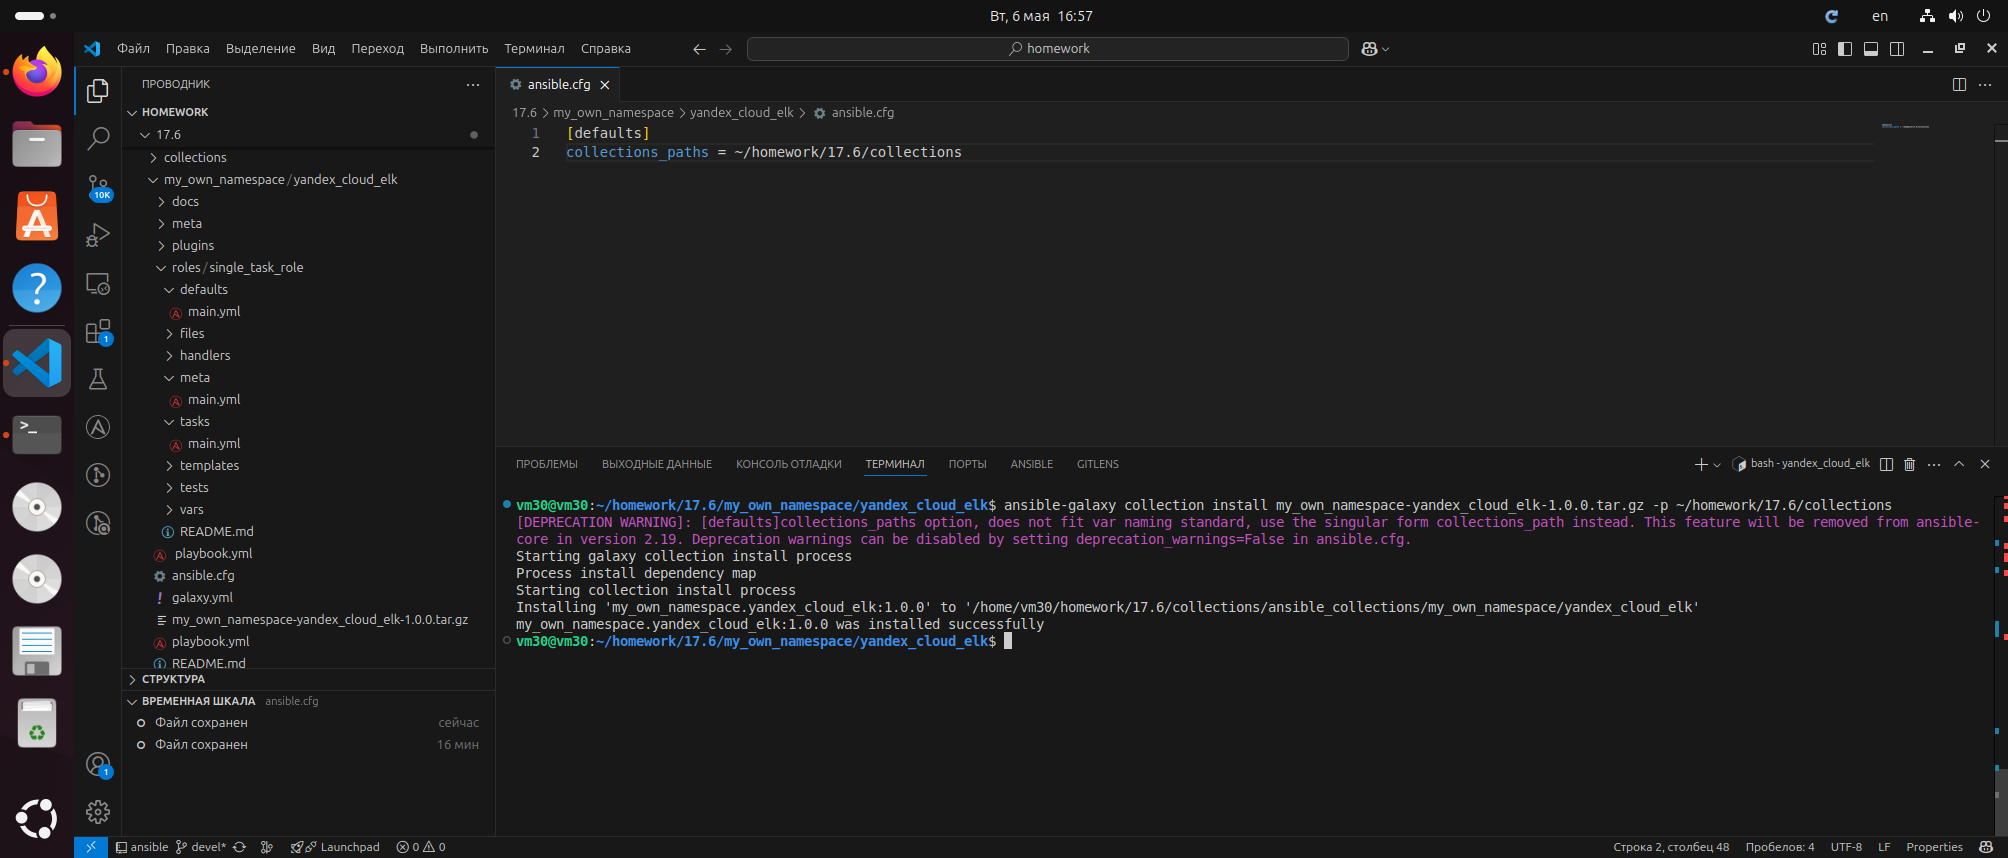 Вт, 6 мая 16:57
en
Файл Правка Выделение Вид Переход Выполнить Терминал Справка
homework
ПРОВОДНИК
HOMEWORK
17.6
collections
my_own_namespace/yandex_cloud_elk
docs
meta
plugins
roles/single_task_role
defaults
main.yml
files
handlers
meta
main.yml
tasks
main.yml
templates
tests
vars
README.md
playbook.yml
ansible.cfg
galaxy.yml
my_own_namespace-yandex_cloud_elk-1.0.0.tar.gz
playbook.yml
README.md
СТРУКТУРА
ВРЕМЕННАЯ ШКАЛА ansible.cfg
Файл сохранен сейчас
Файл сохранен 16 мин
10K
1
1
ansible.cfg
17.6 > my_own_namespace > yandex_cloud_elk > ansible.cfg
1 [defaults]
2 collections_paths = ~/homework/17.6/collections
ПРОБЛЕМЫ ВЫХОДНЫЕ ДАННЫЕ КОНСОЛЬ ОТЛАДКИ ТЕРМИНАЛ ПОРТЫ ANSIBLE GITLENS
bash - yandex_cloud_elk
vm30@vm30:~/homework/17.6/my_own_namespace/yandex_cloud_elk$ ansible-galaxy collection install my_own_namespace-yandex_cloud_elk-1.0.0.tar.gz -p ~/homework/17.6/collections
[DEPRECATION WARNING]: [defaults]collections_paths option, does not fit var naming standard, use the singular form collections_path instead. This feature will be removed from ansible-
core in version 2.19. Deprecation warnings can be disabled by setting deprecation_warnings=False in ansible.cfg.
Starting galaxy collection install process
Process install dependency map
Starting collection install process
Installing 'my_own_namespace.yandex_cloud_elk:1.0.0' to '/home/vm30/homework/17.6/collections/ansible_collections/my_own_namespace/yandex_cloud_elk'
my_own_namespace.yandex_cloud_elk:1.0.0 was installed successfully
vm30@vm30:~/homework/17.6/my_own_namespace/yandex_cloud_elk$
ansible devel* Launchpad 0 0
Строка 2, столбец 48 Пробелов: 4 UTF-8 LF Properties